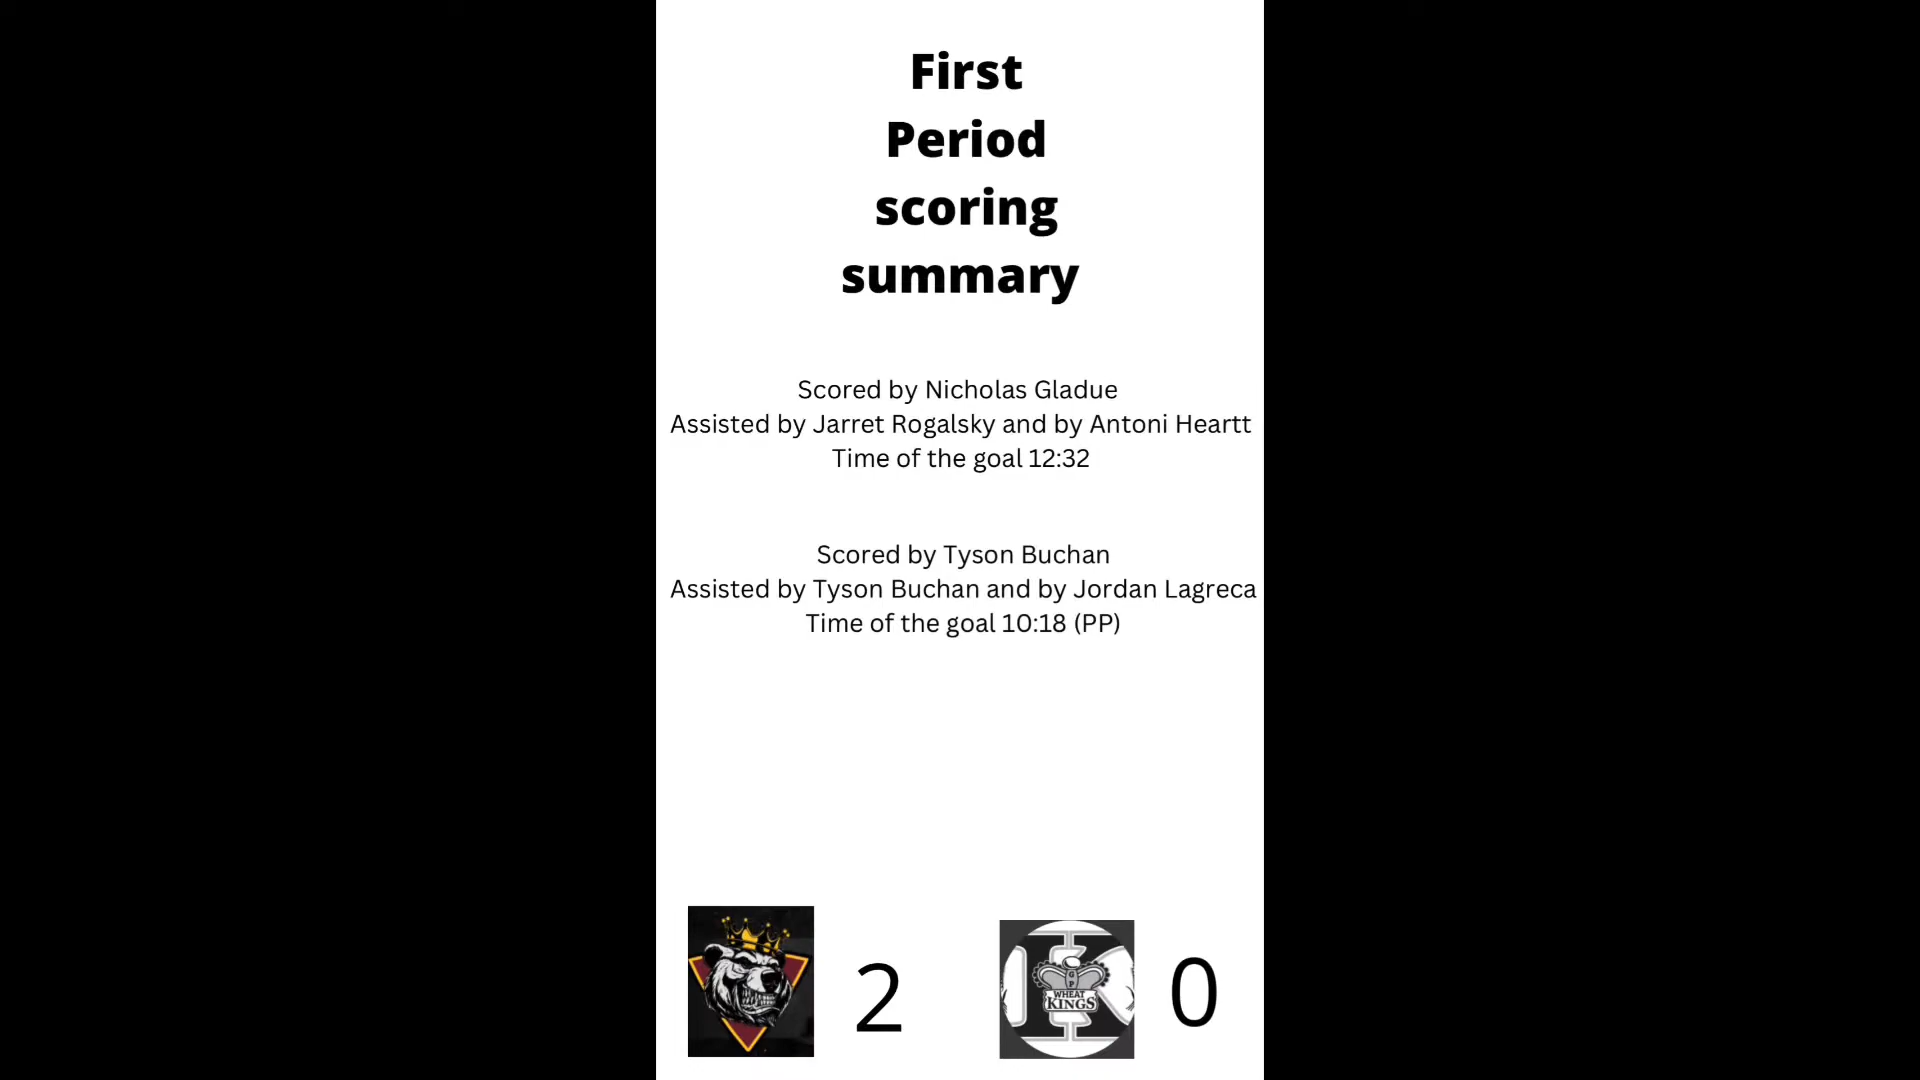 First
Period
scoring
summary
Scored by Nicholas Gladue
Assisted by Jarret Rogalsky and by Antoni Heartt
Time of the goal 12:32
Scored by Tyson Buchan
Assisted by Tyson Buchan and by Jordan Lagreca
Time of the goal 10:18 (PP)
2
K
GP
WHEAT
KINGS
0